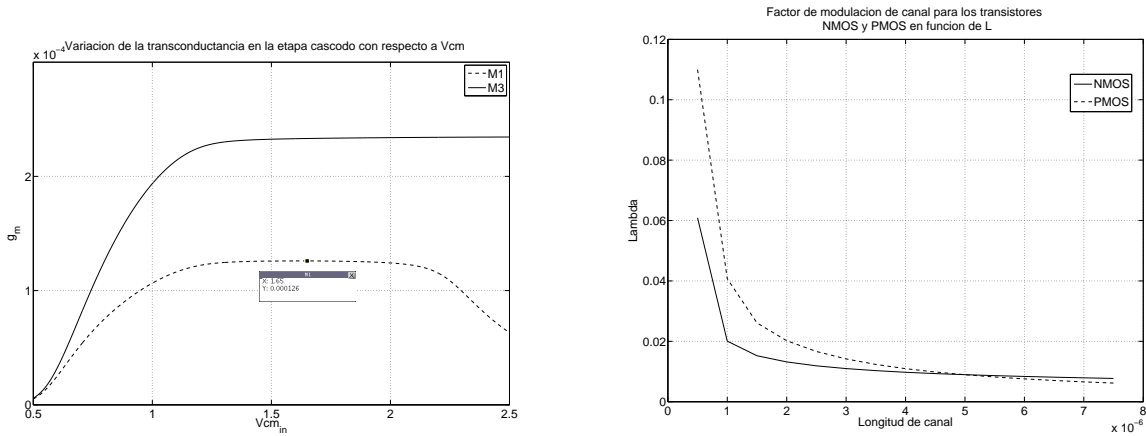 Variacion de la transconductancia en la etapa cascodo con respecto a Vcm
x 10⁻⁴
M1
M3
2
1
0
g_m
M1
X: 1.65
Y: 0.000126
0.5 1 1.5 2 2.5
Vcm_in
Factor de modulacion de canal para los transistores
NMOS y PMOS en funcion de L
NMOS
PMOS
0.12
0.1
0.08
0.06
0.04
0.02
0
Lambda
0 1 2 3 4 5 6 7 8
Longitud de canal
x 10⁻⁶